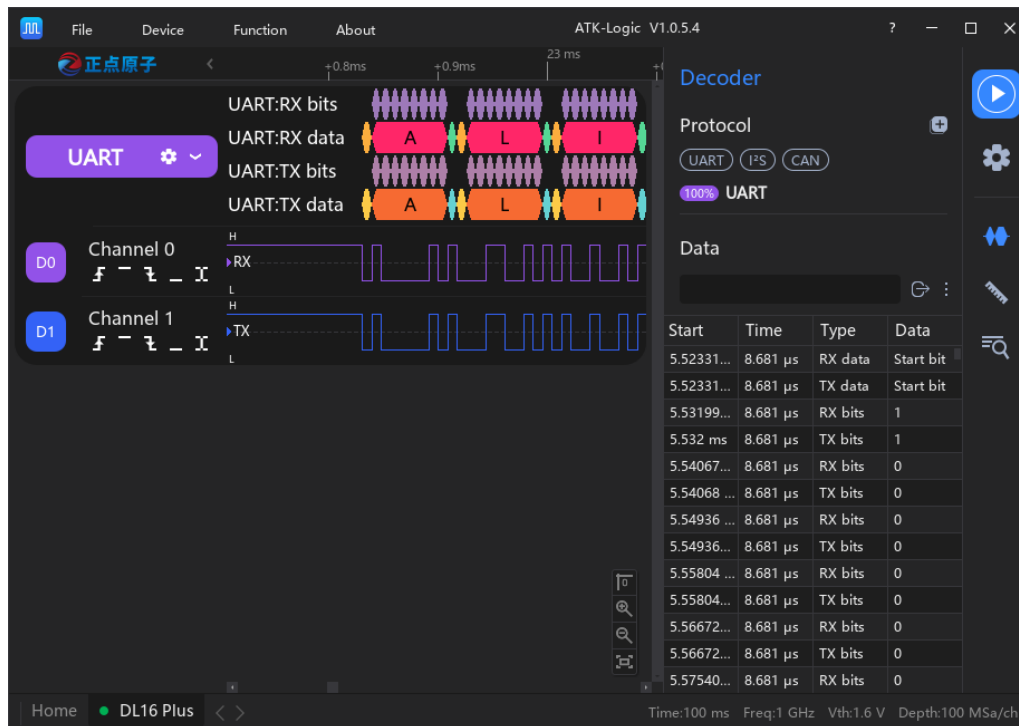 File Device Function About ATK-Logic V1.0.5.4 ?
正点原子 +0.8ms +0.9ms 23 ms
UART
UART:RX bits
UART:RX data A L I
UART:TX bits
UART:TX data A L I
D0 Channel 0 H RX L
D1 Channel 1 H TX L
Decoder
Protocol
UART I²S CAN
100% UART
Data
Start Time Type Data
5.52331... 8.681 μs RX data Start bit
5.52331... 8.681 μs TX data Start bit
5.53199... 8.681 μs RX bits 1
5.532 ms 8.681 μs TX bits 1
5.54067... 8.681 μs RX bits 0
5.54068 ... 8.681 μs TX bits 0
5.54936 ... 8.681 μs RX bits 0
5.54936... 8.681 μs TX bits 0
5.55804 ... 8.681 μs RX bits 0
5.55804... 8.681 μs TX bits 0
5.56672... 8.681 μs RX bits 0
5.56672... 8.681 μs TX bits 0
5.57540... 8.681 μs RX bits 0
Home DL16 Plus Time:100 ms Freq:1 GHz Vth:1.6 V Depth:100 MSa/ch